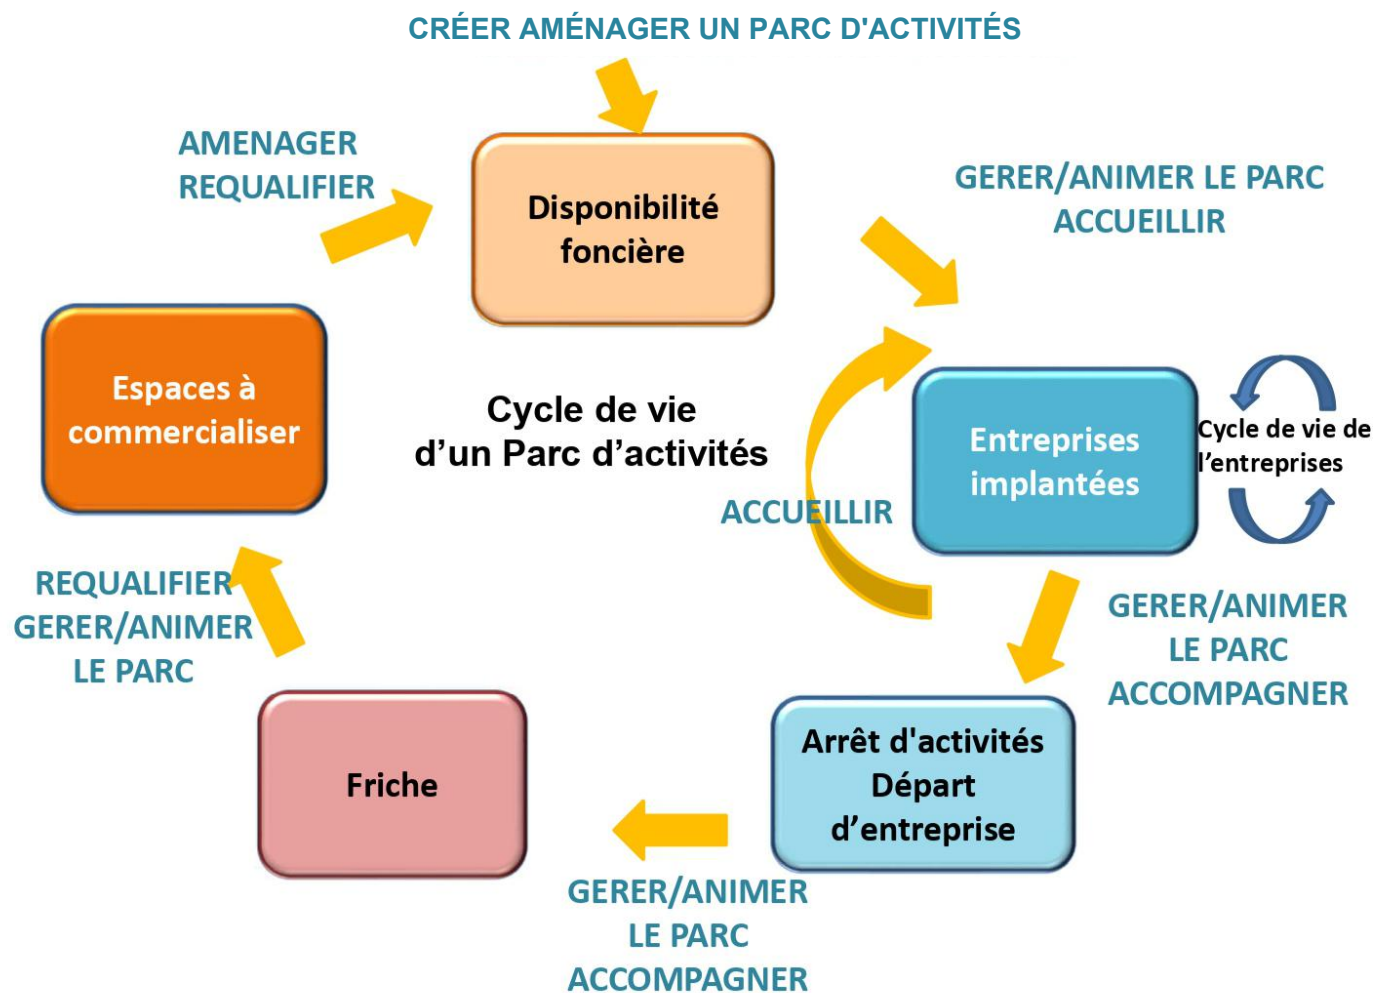 CRÉER AMÉNAGER UN PARC D'ACTIVITÉS
AMENAGER
REQUALIFIER
Disponibilité
foncière
GERER/ANIMER LE PARC
ACCUEILLIR
Espaces à
commercialiser
Cycle de vie
d’un Parc d’activités
Entreprises
implantées
Cycle de vie de
l’entreprises
ACCUEILLIR
REQUALIFIER
GERER/ANIMER
LE PARC
GERER/ANIMER
LE PARC
ACCOMPAGNER
Friche
Arrêt d'activités
Départ
d’entreprise
GERER/ANIMER
LE PARC
ACCOMPAGNER